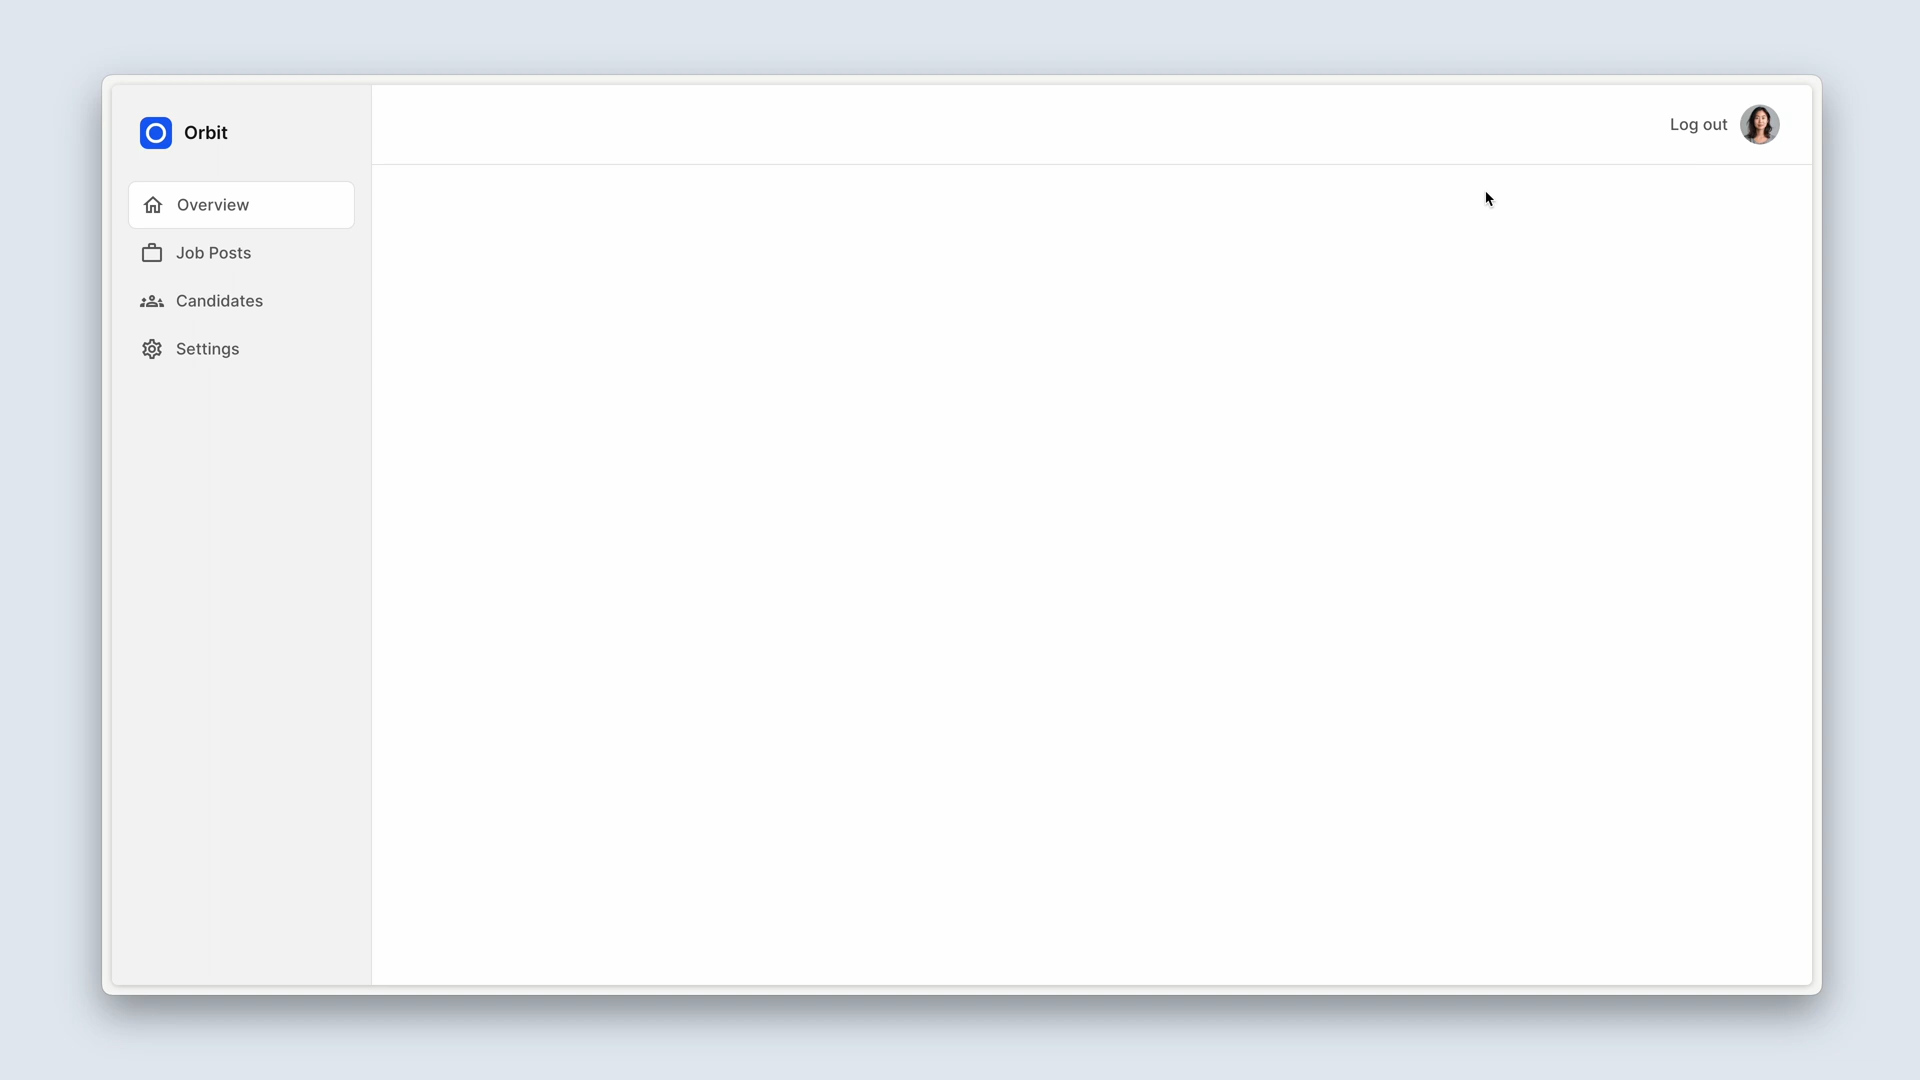 Orbit
Log out
Overview
Job Posts
Candidates
Settings